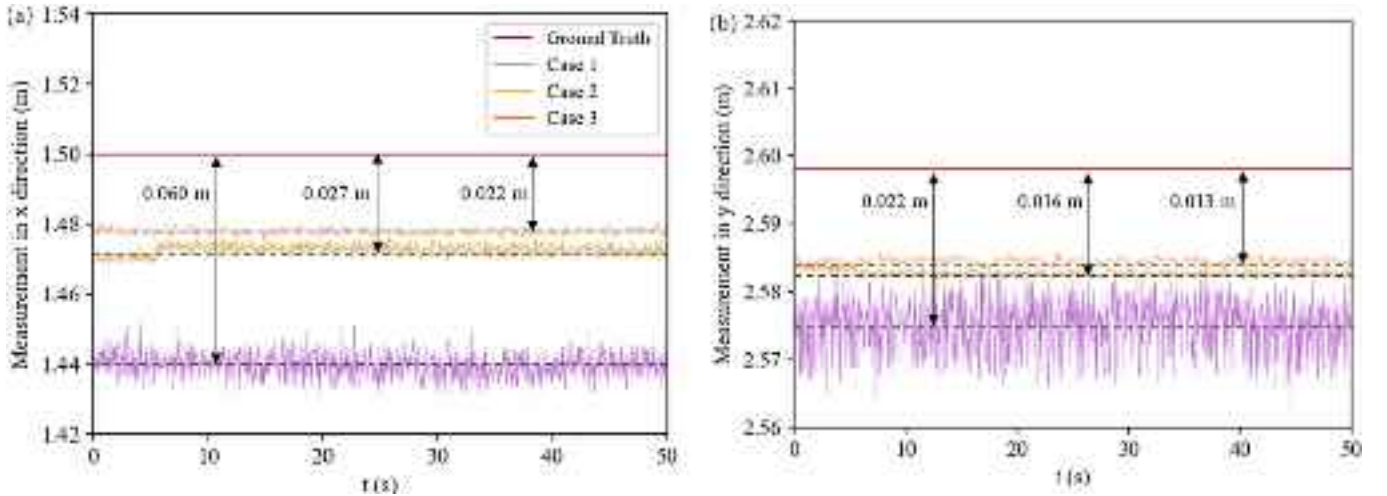 (a)
1.54
1.52
1.50
1.48
1.46
1.44
1.42
Measurement in x direction (m)
Ground Truth
Case 1
Case 2
Case 3
0.060 m
0.027 m
0.022 m
0 10 20 30 40 50
t (s)
(b)
2.62
2.61
2.60
2.59
2.58
2.57
2.56
Measurement in y direction (m)
0.022 m
0.016 m
0.013 m
0 10 20 30 40 50
t (s)